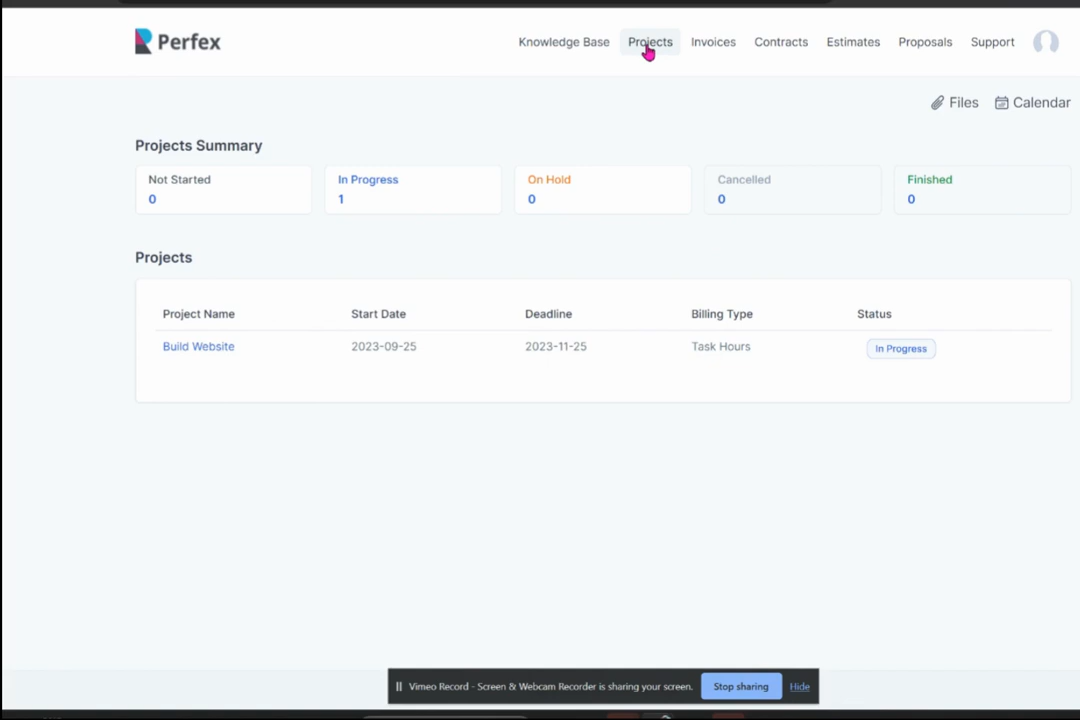 Perfex
Knowledge Base Projects Invoices Contracts Estimates Proposals Support
Files Calendar
Projects Summary
Not Started In Progress On Hold Cancelled Finished
0 1 0 0 0
Projects
Project Name Start Date Deadline Billing Type Status
Build Website 2023-09-25 2023-11-25 Task Hours In Progress
Vimeo Record - Screen & Webcam Recorder is sharing your screen. Stop sharing Hide